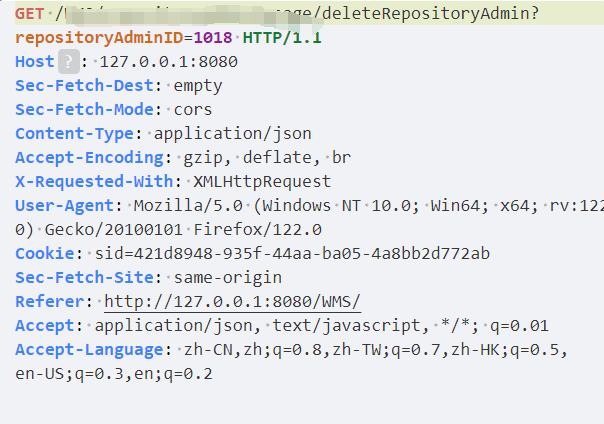 GET /deleteRepositoryAdmin?
repositoryAdminID=1018 HTTP/1.1
Host ? : 127.0.0.1:8080
Sec-Fetch-Dest: empty
Sec-Fetch-Mode: cors
Content-Type: application/json
Accept-Encoding: gzip, deflate, br
X-Requested-With: XMLHttpRequest
User-Agent: Mozilla/5.0 (Windows NT 10.0; Win64; x64; rv:122
0) Gecko/20100101 Firefox/122.0
Cookie: sid=421d8948-935f-44aa-ba05-4a8bb2d772ab
Sec-Fetch-Site: same-origin
Referer: http://127.0.0.1:8080/WMS/
Accept: application/json, text/javascript, */*; q=0.01
Accept-Language: zh-CN,zh;q=0.8,zh-TW;q=0.7,zh-HK;q=0.5,
en-US;q=0.3,en;q=0.2